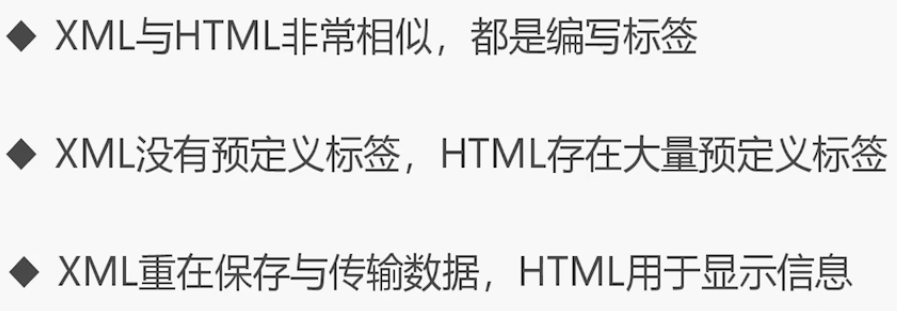 ◆ XML与HTML非常相似，都是编写标签
◆ XML没有预定义标签，HTML存在大量预定义标签
◆ XML重在保存与传输数据，HTML用于显示信息